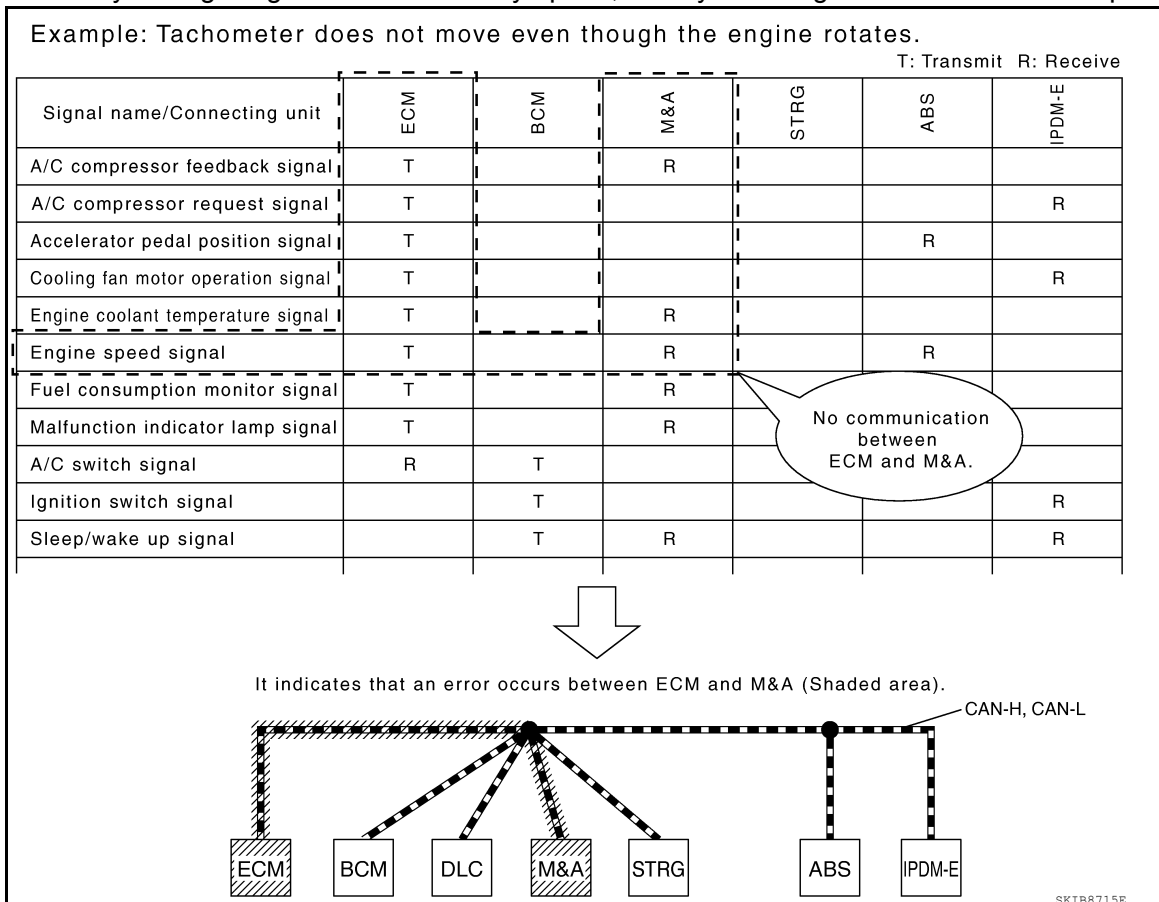 Example: Tachometer does not move even though the engine rotates.
T: Transmit R: Receive
Signal name/Connecting unit ECM BCM M&A STRG ABS IPDM-E
A/C compressor feedback signal T R
A/C compressor request signal T R
Accelerator pedal position signal T R
Cooling fan motor operation signal T R
Engine coolant temperature signal T R
Engine speed signal T R R
Fuel consumption monitor signal T R
Malfunction indicator lamp signal T R
A/C switch signal R T
Ignition switch signal T R
Sleep/wake up signal T R R
No communication
between
ECM and M&A.
It indicates that an error occurs between ECM and M&A (Shaded area).
CAN-H, CAN-L
ECM BCM DLC M&A STRG ABS IPDM-E
SKIB8715E